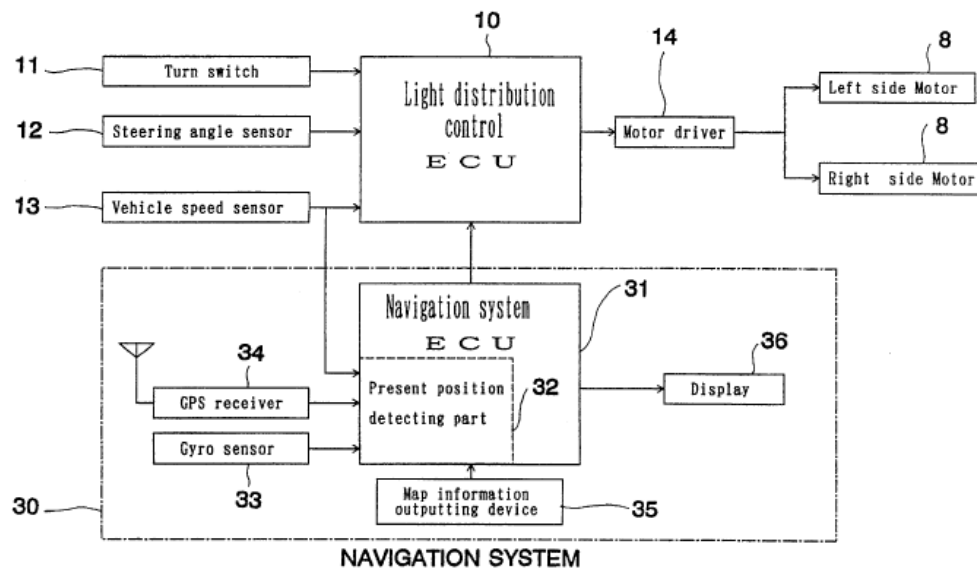 10
11
Turn switch
Light distribution
control
E C U
12
Steering angle sensor
13
Vehicle speed sensor
14
Motor driver
8
Left side Motor
8
Right side Motor
Navigation system
E C U
31
34
GPS receiver
Present position
detecting part
32
36
Display
Gyro sensor
33
30
Map information
outputting device
35
NAVIGATION SYSTEM